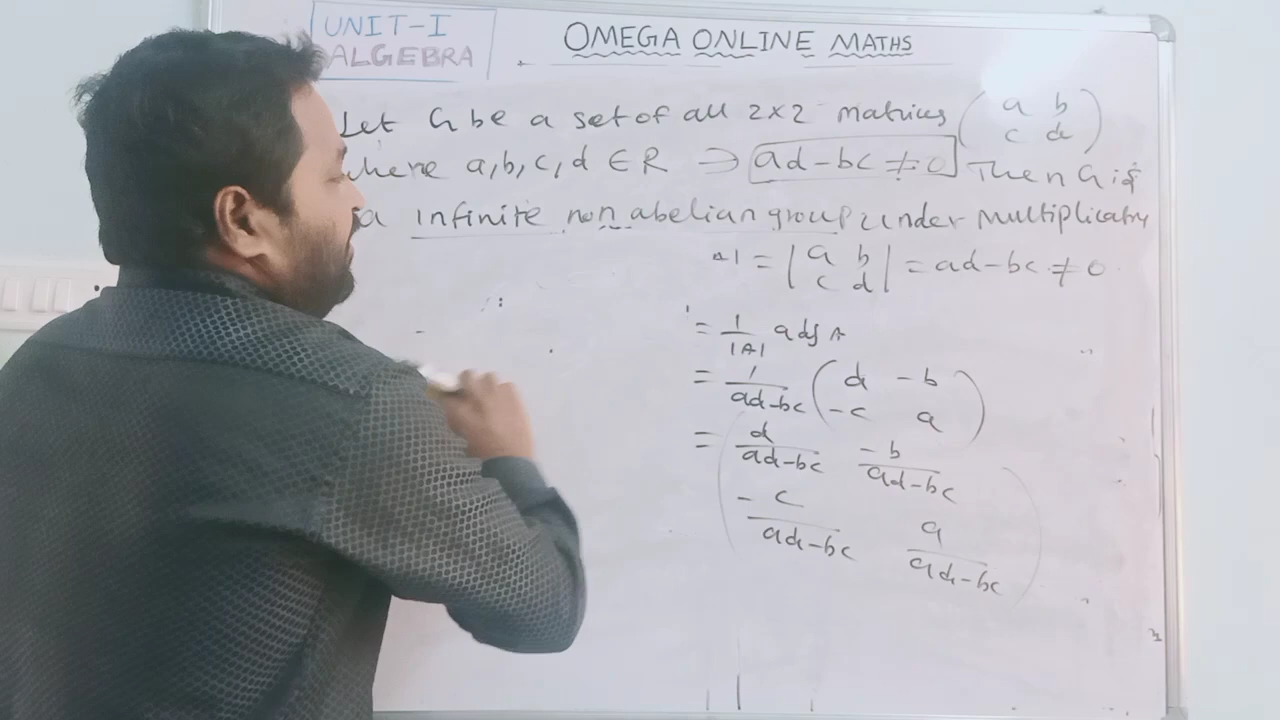 UNIT-I
ALGEBRA
OMEGA ONLINE MATHS
Let G be a set of all 2×2 matrices ( a b
c d )
where a,b,c,d ∈ R → ad-bc ≠ 0 Then G is
a infinite non abelian group under multiplication
| a b
c d | = ad-bc ≠ 0
= 1/|A| adj A
= 1/ad-bc ( d -b
-c a )
= ( d/ad-bc -b/ad-bc
-c/ad-bc a/ad-bc )